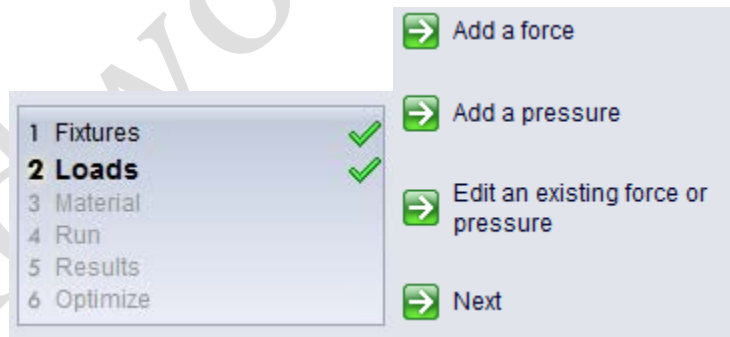 Add a force
Add a pressure
1 Fixtures
2 Loads
3 Material
4 Run
5 Results
6 Optimize
Edit an existing force or
pressure
Next